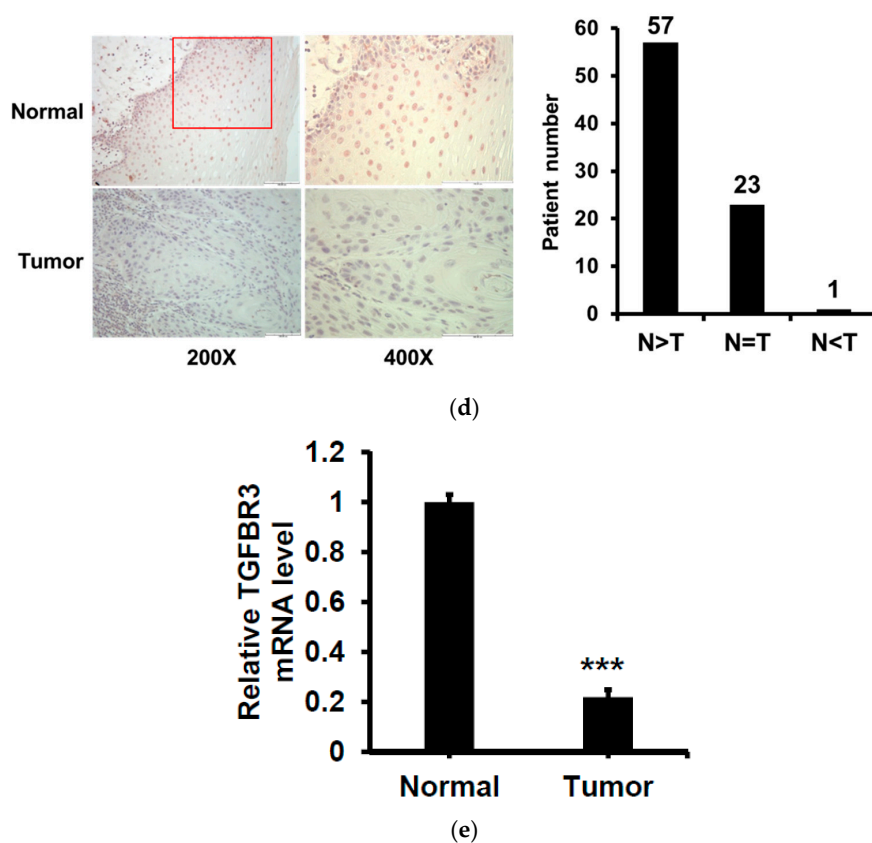 Normal
Tumor
200X
400X
Patient number
60
50
40
30
20
10
0
57
23
1
N>T
N=T
N<T
(d)
Relative TGFBR3
mRNA level
1.2
1
0.8
0.6
0.4
0.2
0
***
Normal
Tumor
(e)